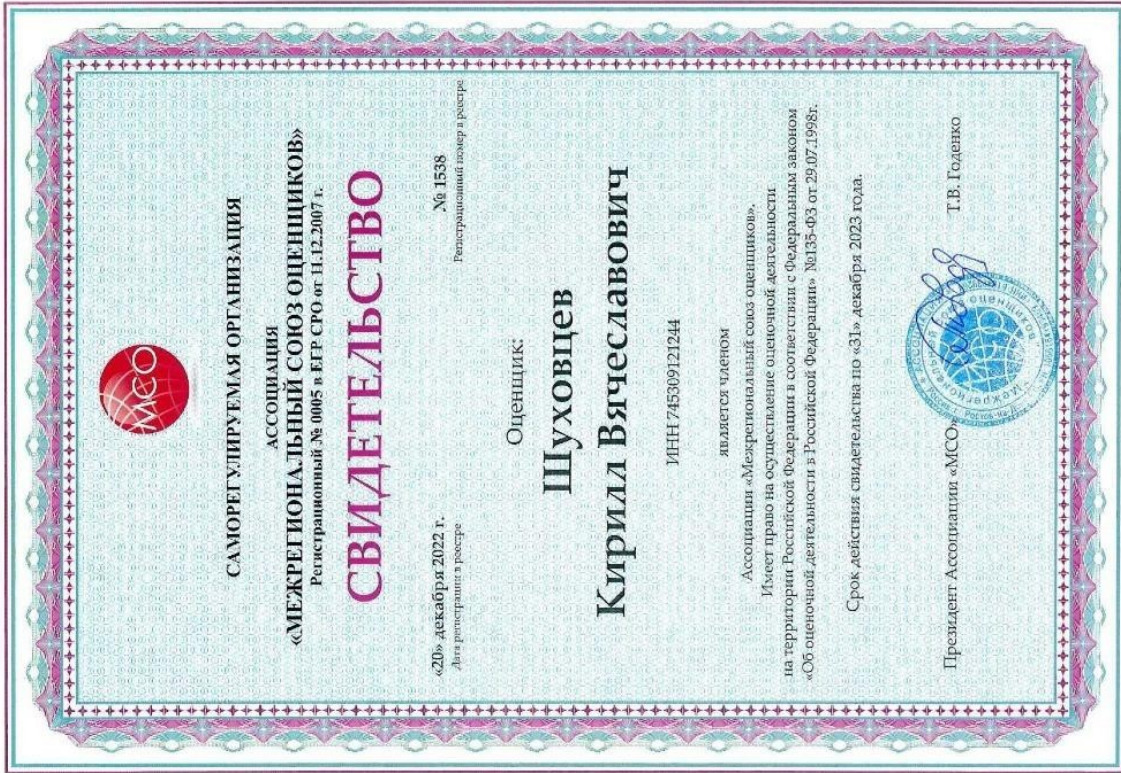 МСО
САМОРЕГУЛИРУЕМАЯ ОРГАНИЗАЦИЯ
АССОЦИАЦИЯ
«МЕЖРЕГИОНАЛЬНЫЙ СОЮЗ ОЦЕНЩИКОВ»
Регистрационный № 0005 в ЕГР СРО от 11.12.2007 г.
СВИДЕТЕЛЬСТВО
«20» декабря 2022 г. № 1538
Дата регистрации в реестре Регистрационный номер в реестре
Оценщик:
Шуховцев
Кирилл Вячеславович
ИНН 745309121244
является членом
Ассоциации «Межрегиональный союз оценщиков».
Имеет право на осуществление оценочной деятельности
на территории Российской Федерации в соответствии с Федеральным законом
«Об оценочной деятельности в Российской Федерации» №135-ФЗ от 29.07.1998г.
Срок действия свидетельства по «31» декабря 2023 года.
Президент Ассоциации «МСО» Т.В. Годенко